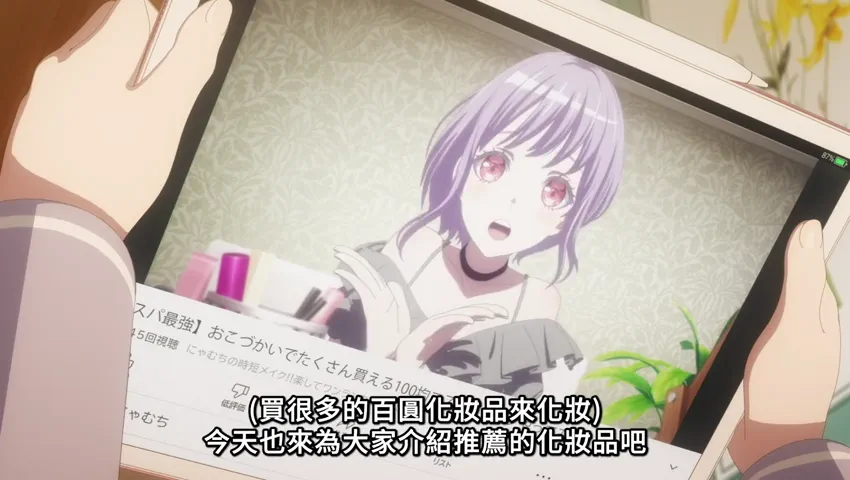 87%
スパ最強】おこづかいでたくさん買える100均
45回視聴 にゃむちの時短メイク!!楽してワン
低評価
にゃむち
リスト
(買很多的百圓化妝品來化妝)
今天也來為大家介紹推薦的化妝品吧